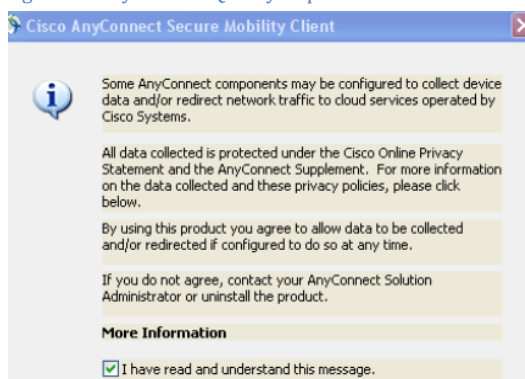 Cisco AnyConnect Secure Mobility Client
Some AnyConnect components may be configured to collect device
data and/or redirect network traffic to cloud services operated by
Cisco Systems.
All data collected is protected under the Cisco Online Privacy
Statement and the AnyConnect Supplement. For more information
on the data collected and these privacy policies, please click
below.
By using this product you agree to allow data to be collected
and/or redirected if configured to do so at any time.
If you do not agree, contact your AnyConnect Solution
Administrator or uninstall the product.
More Information
I have read and understand this message.